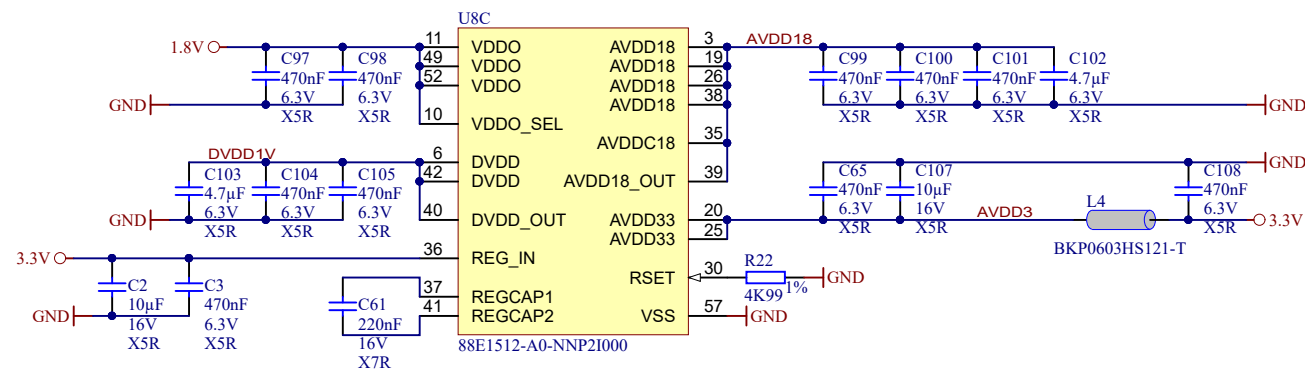 U8C
1.8V
C97
470nF
6.3V
X5R
C98
470nF
6.3V
X5R
GND
11 VDDO
49 VDDO
52 VDDO
10 VDDO_SEL
DVDD1V
C103
4.7µF
6.3V
X5R
C104
470nF
6.3V
X5R
C105
470nF
6.3V
X5R
GND
6 DVDD
42 DVDD
40 DVDD_OUT
3.3V
36 REG_IN
C2
10µF
16V
X5R
C3
470nF
6.3V
X5R
GND
37 REGCAP1
41 REGCAP2
C61
220nF
16V
X7R
AVDD18 3
AVDD18 19
AVDD18 26
AVDD18 38
AVDDC18 35
AVDD18_OUT 39
AVDD33 20
AVDD33 25
RSET 30
VSS 57
88E1512-A0-NNP2I000
AVDD18
C99
470nF
6.3V
X5R
C100
470nF
6.3V
X5R
C101
470nF
6.3V
X5R
C102
4.7µF
6.3V
X5R
GND
GND
C65
470nF
6.3V
X5R
C107
10µF
16V
X5R
AVDD3
L4
BKP0603HS121-T
C108
470nF
6.3V
X5R
3.3V
R22
4K99
1%
GND
GND